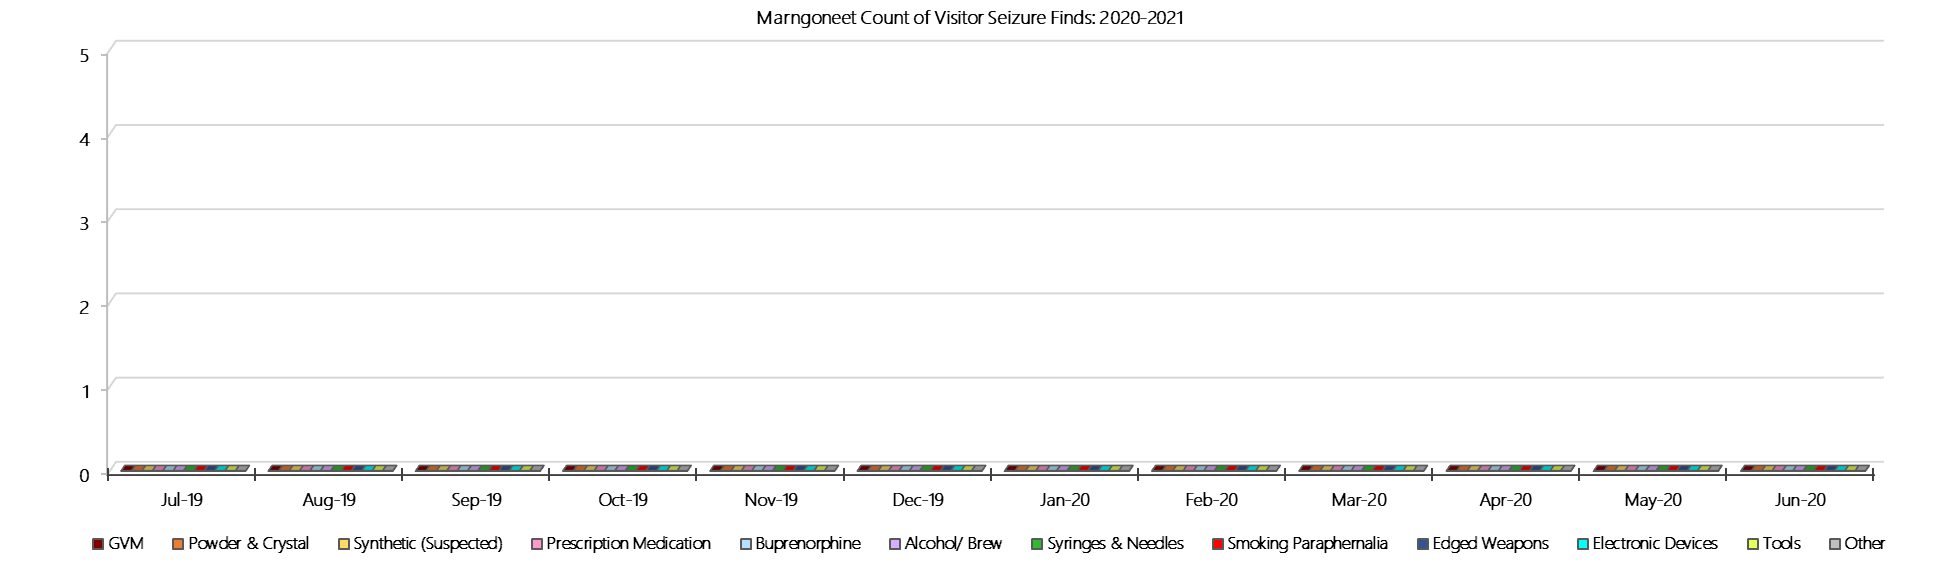 Marngoneet Count of Visitor Seizure Finds: 2020-2021
5
4
3
2
1
0
Jul-19 Aug-19 Sep-19 Oct-19 Nov-19 Dec-19 Jan-20 Feb-20 Mar-20 Apr-20 May-20 Jun-20
GVM Powder & Crystal Synthetic (Suspected) Prescription Medication Buprenorphine Alcohol/ Brew Syringes & Needles Smoking Paraphernalia Edged Weapons Electronic Devices Tools Other